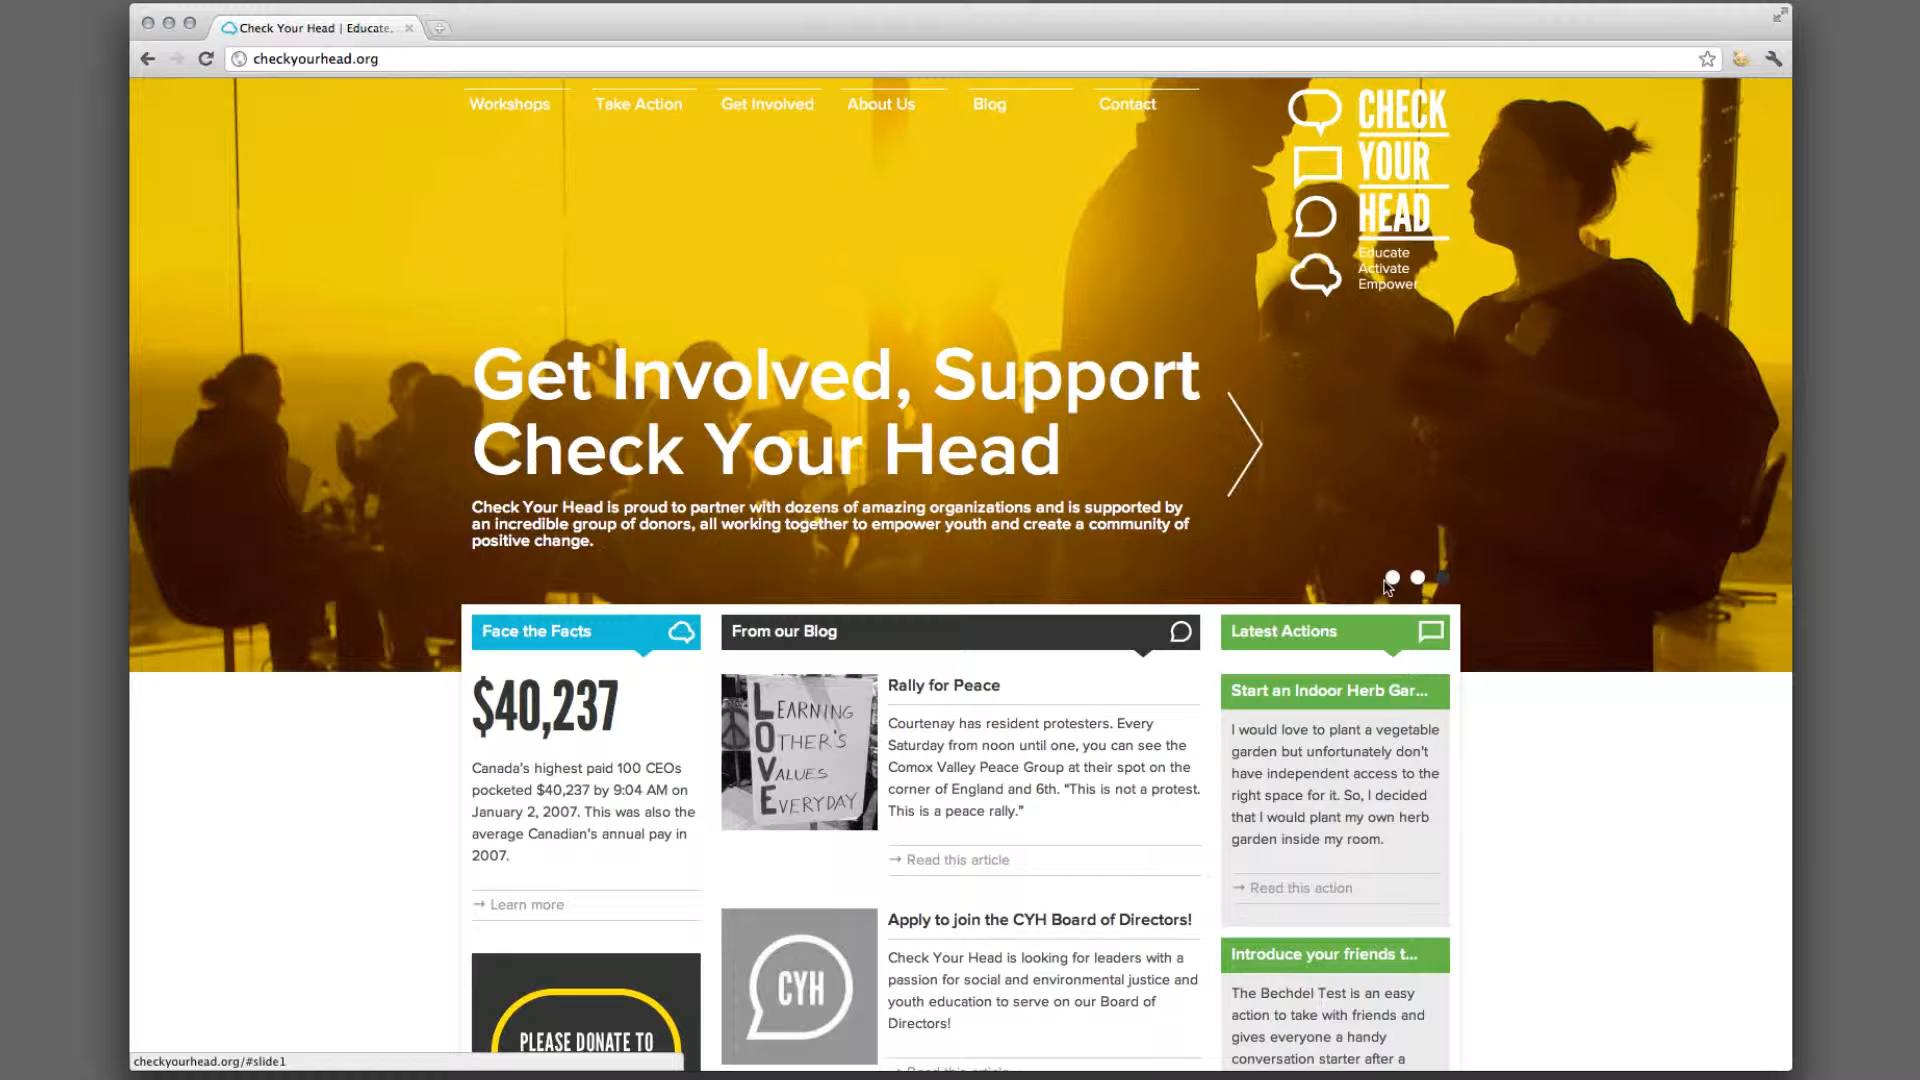 Check Your Head | Educate,
checkyourhead.org
Workshops
Take Action
Get Involved
About Us
Blog
Contact
CHECK
YOUR
HEAD
Educate
Activate
Empower
Get Involved, Support
Check Your Head
Check Your Head is proud to partner with dozens of amazing organizations and is supported by
an incredible group of donors, all working together to empower youth and create a community of
positive change.
Face the Facts
$40,237
Canada's highest paid 100 CEOs
pocketed $40,237 by 9:04 AM on
January 2, 2007. This was also the
average Canadian's annual pay in
2007.
→ Learn more
PLEASE DONATE TO
From our Blog
LEARNING
OTHER'S
VALUES
EVERYDAY
Rally for Peace
Courtenay has resident protesters. Every
Saturday from noon until one, you can see the
Comox Valley Peace Group at their spot on the
corner of England and 6th. “This is not a protest.
This is a peace rally.”
→ Read this article
CYH
Apply to join the CYH Board of Directors!
Check Your Head is looking for leaders with a
passion for social and environmental justice and
youth education to serve on our Board of
Directors!
Read this article
Latest Actions
Start an Indoor Herb Gar...
I would love to plant a vegetable
garden but unfortunately don't
have independent access to the
right space for it. So, I decided
that I would plant my own herb
garden inside my room.
→ Read this action
Introduce your friends t...
The Bechdel Test is an easy
action to take with friends and
gives everyone a handy
conversation starter after a
checkyourhead.org/#slide1